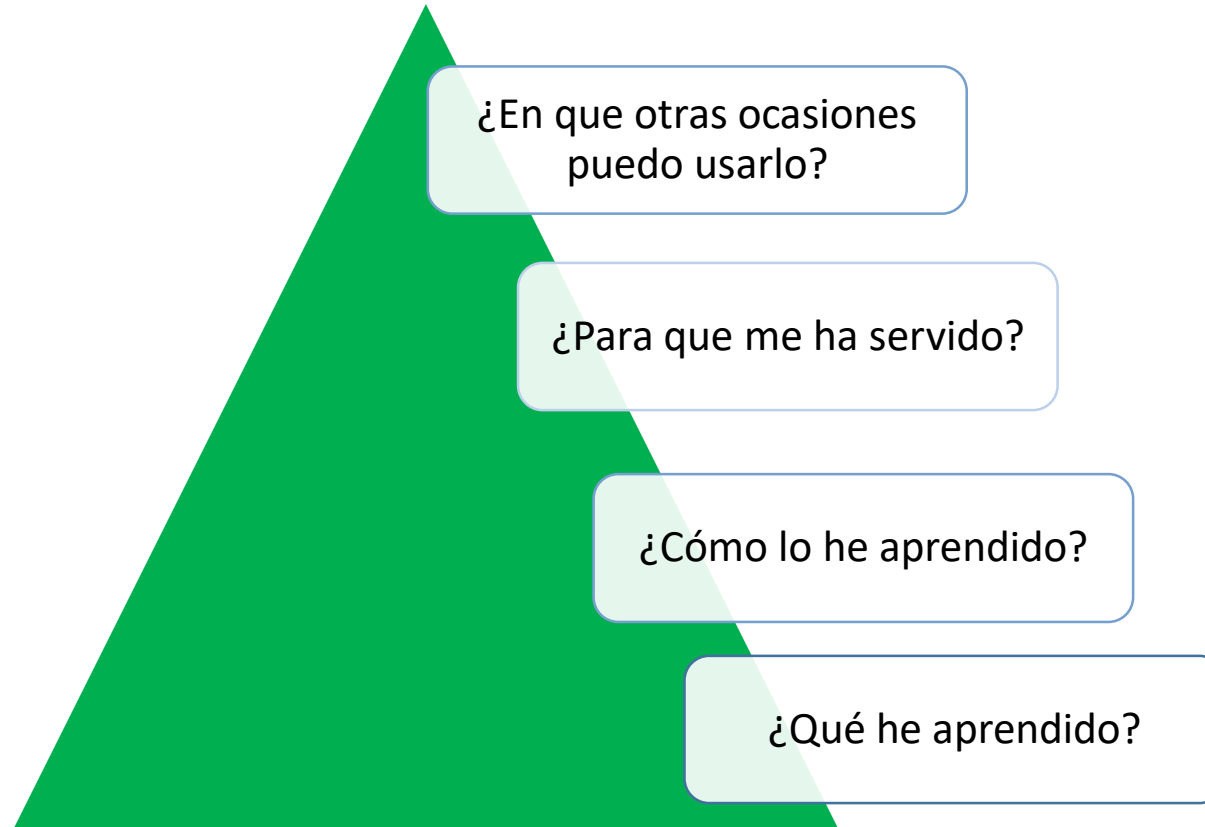 ¿En que otras ocasiones
puedo usarlo?
¿Para que me ha servido?
¿Cómo lo he aprendido?
¿Qué he aprendido?